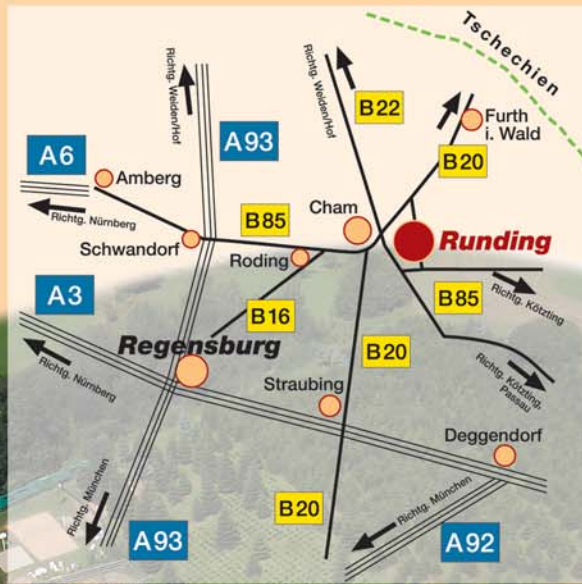 Tschechien
Richtg. Weiden/Hof
Richtg. Weiden/Hof
B22
Furth
i. Wald
A6
A93
B20
Amberg
Richtg. Nürnberg
B85
Cham
Schwandorf
Roding
Runding
A3
B16
B85
Richtg. Kötzting
Regensburg
B20
Richtg. Nürnberg
Straubing
Richtg. Kötzting,
Passau
Deggendorf
Richtg. München
B20
Richtg. München
A93
A92